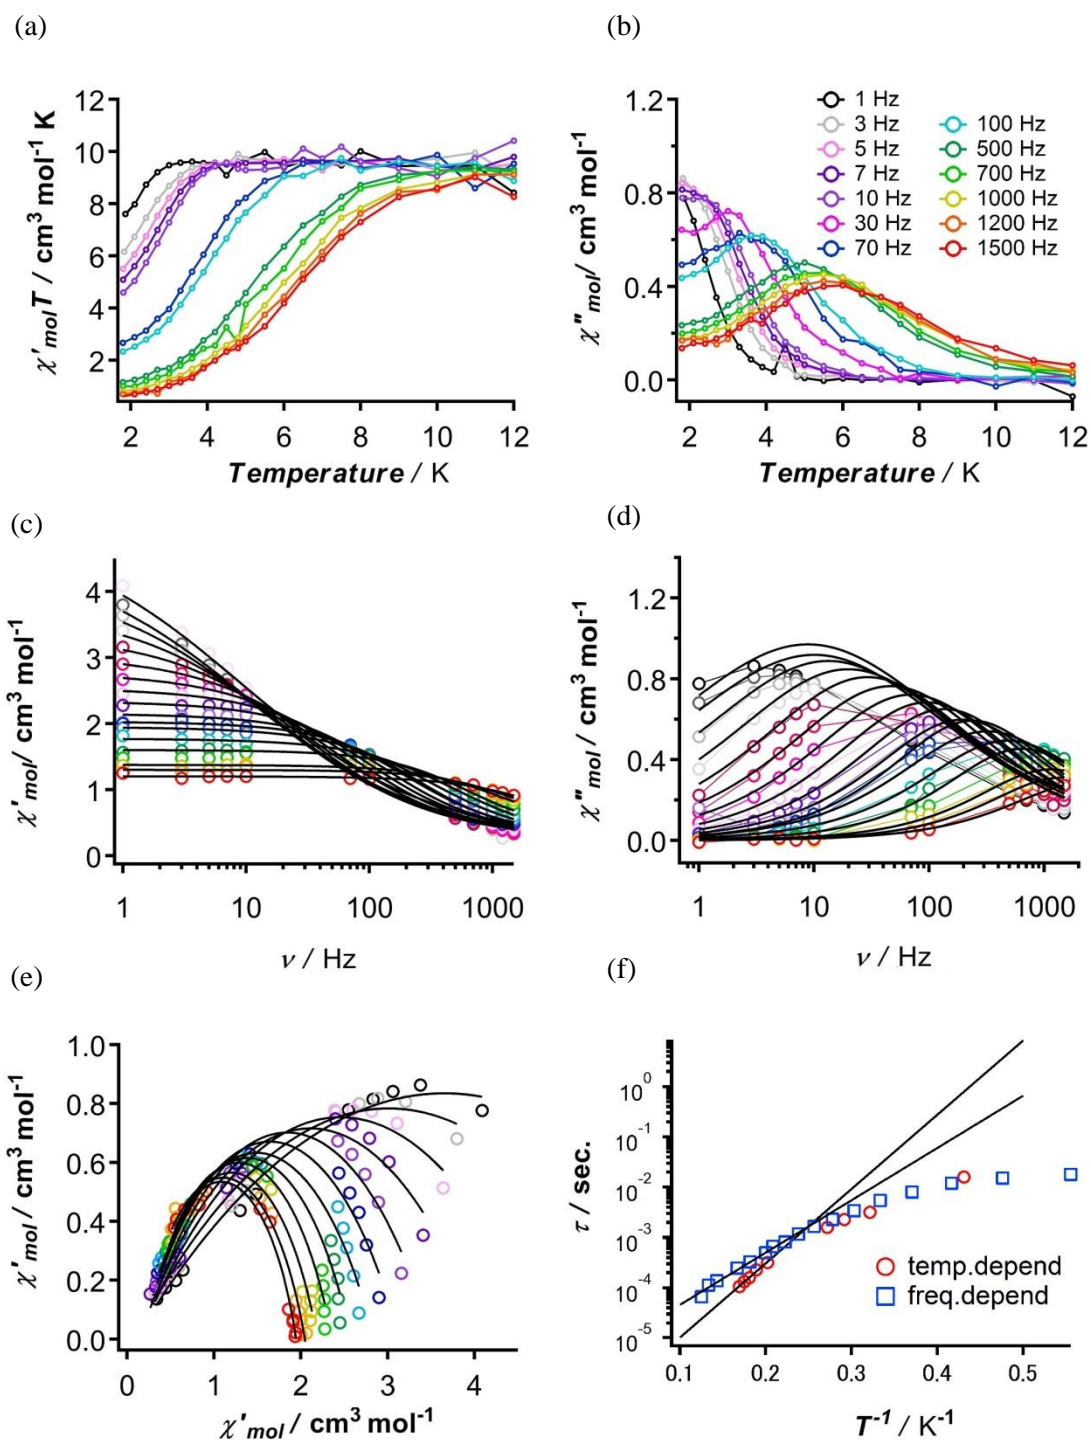 (a)
12
10
8
6
4
2
χ'molT / cm³ mol⁻¹ K
2 4 6 8 10 12
Temperature / K
(b)
1.2
0.8
0.4
0.0
χ"mol/ cm³ mol⁻¹
1 Hz
3 Hz
5 Hz
7 Hz
10 Hz
30 Hz
70 Hz
100 Hz
500 Hz
700 Hz
1000 Hz
1200 Hz
1500 Hz
2 4 6 8 10 12
Temperature / K
(c)
4
3
2
1
0
χ'mol/ cm³ mol⁻¹
1 10 100 1000
ν / Hz
(d)
1.2
0.8
0.4
0.0
χ"mol/ cm³ mol⁻¹
1 10 100 1000
ν / Hz
(e)
1.0
0.8
0.6
0.4
0.2
0.0
χ'mol/ cm³ mol⁻¹
0 1 2 3 4
χ'mol/ cm³ mol⁻¹
(f)
10⁰
10⁻¹
10⁻²
10⁻³
10⁻⁴
10⁻⁵
τ / sec.
temp.depend
freq.depend
0.1 0.2 0.3 0.4 0.5
T⁻¹ / K⁻¹